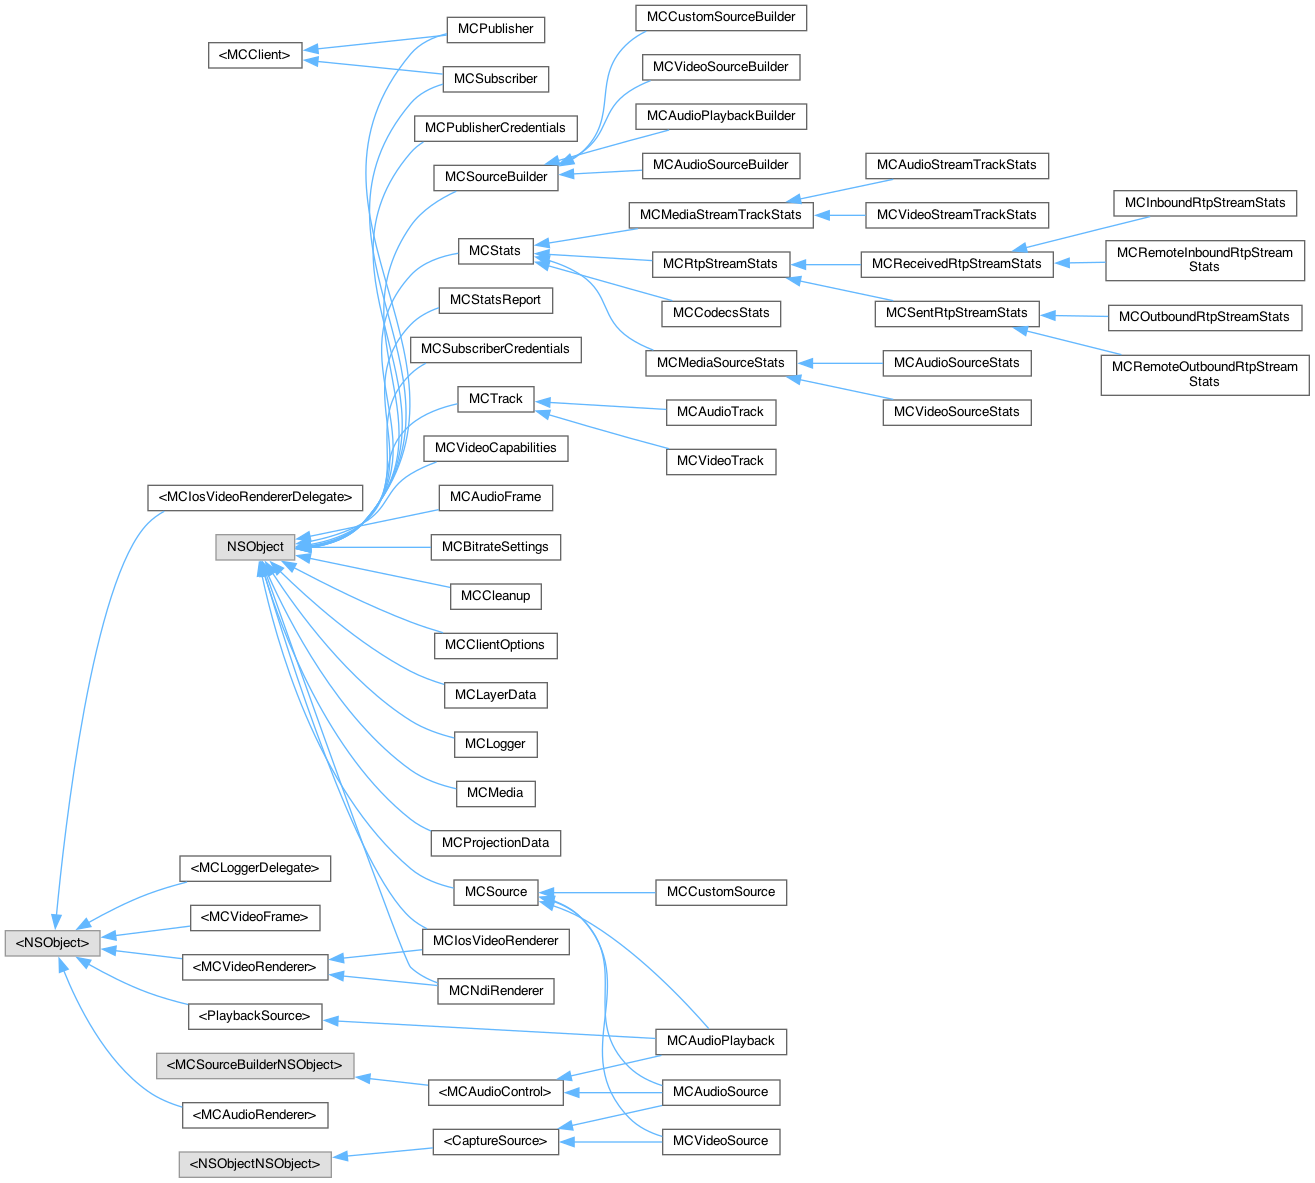 MCCustomSourceBuilder
MCPublisher
<MCClient>
MCVideoSourceBuilder
MCSubscriber
MCAudioPlaybackBuilder
MCPublisherCredentials
MCAudioSourceBuilder
MCSourceBuilder
MCAudioStreamTrackStats
MCInboundRtpStreamStats
MCMediaStreamTrackStats
MCVideoStreamTrackStats
MCStats
MCRemoteInboundRtpStream
Stats
MCRtpStreamStats
MCReceivedRtpStreamStats
MCStatsReport
MCCodecsStats
MCSentRtpStreamStats
MCOutboundRtpStreamStats
MCSubscriberCredentials
MCMediaSourceStats
MCAudioSourceStats
MCRemoteOutboundRtpStream
Stats
MCTrack
MCAudioTrack
MCVideoSourceStats
MCVideoCapabilities
MCVideoTrack
<MCIosVideoRendererDelegate>
MCAudioFrame
NSObject
MCBitrateSettings
MCCleanup
MCClientOptions
MCLayerData
MCLogger
MCMedia
MCProjectionData
<MCLoggerDelegate>
MCSource
MCCustomSource
<MCVideoFrame>
<NSObject>
MCIosVideoRenderer
<MCVideoRenderer>
MCNdiRenderer
<PlaybackSource>
MCAudioPlayback
<MCSourceBuilderNSObject>
<MCAudioControl>
MCAudioSource
<MCAudioRenderer>
<CaptureSource>
MCVideoSource
<NSObjectNSObject>